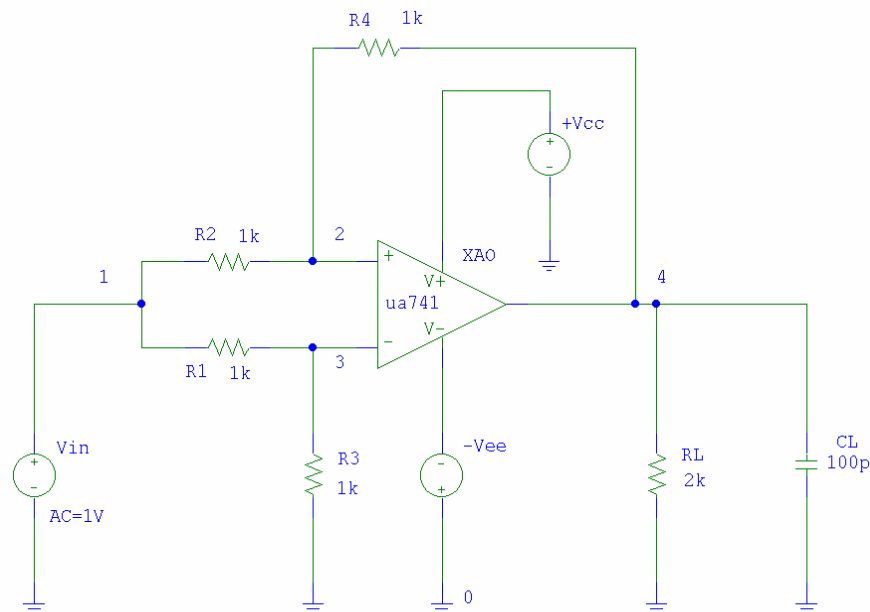 R4 1k
+Vcc
R2 1k
2
+
XAO
V+
1
ua741
4
V-
-
R1 1k
3
Vin
+
-
AC=1V
R3
1k
-Vee
-
+
RL
2k
CL
100p
0
+
-